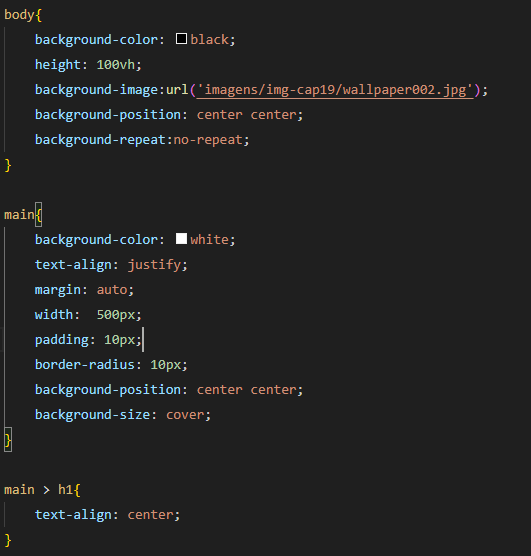 body{
background-color: black;
height: 100vh;
background-image:url('imagens/img-cap19/wallpaper002.jpg');
background-position: center center;
background-repeat:no-repeat;
}
main{
background-color: white;
text-align: justify;
margin: auto;
width:  500px;
padding: 10px;
border-radius: 10px;
background-position: center center;
background-size: cover;
}
main > h1{
text-align: center;
}